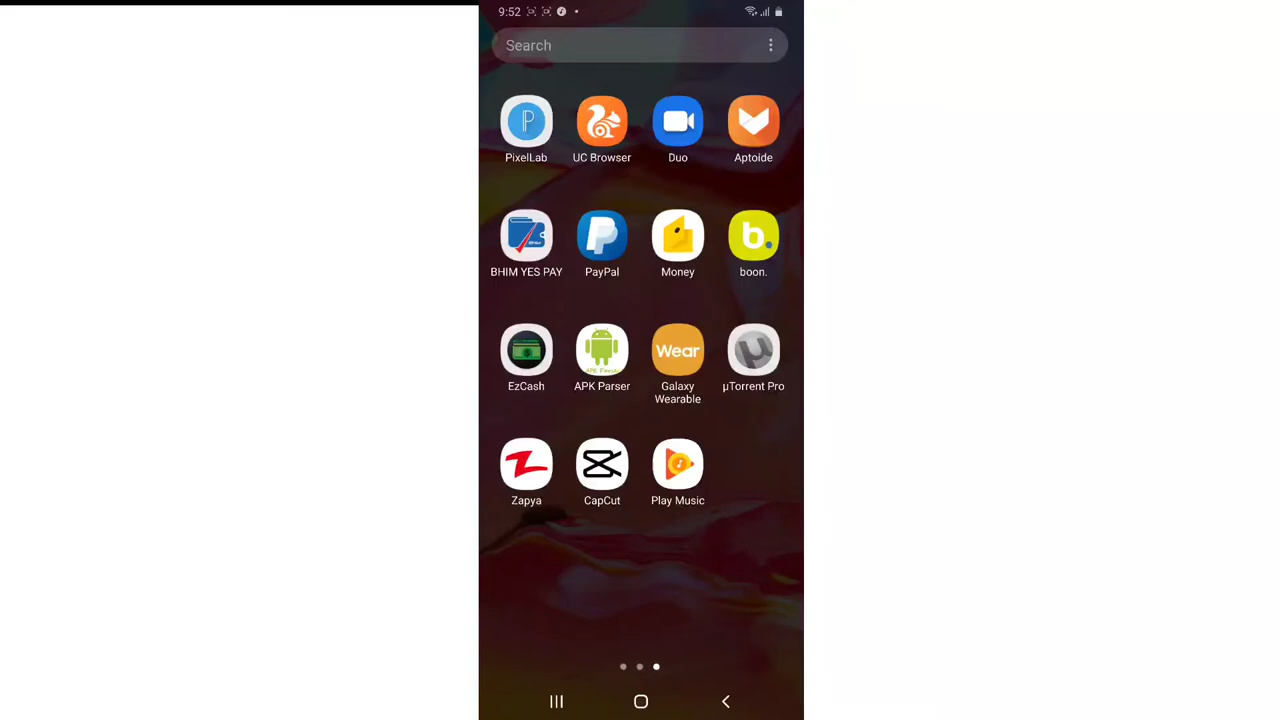 9:52
Search
PixelLab
UC Browser
Duo
Aptoide
BHIM YES PAY
PayPal
Money
b.
boon.
EzCash
APK Parser
Wear
Galaxy
Wearable
µTorrent Pro
Zapya
CapCut
Play Music